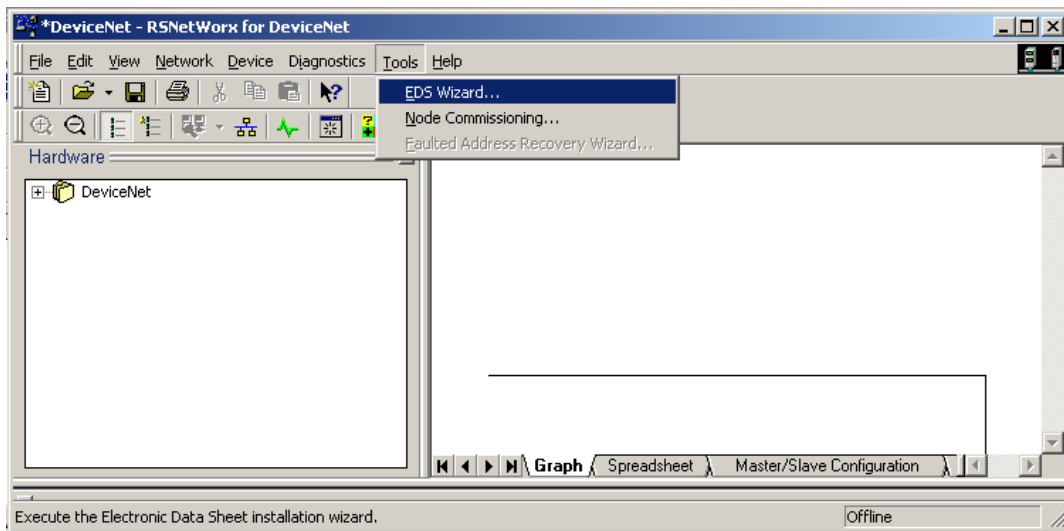 *DeviceNet - RSNetWorx for DeviceNet
File Edit View Network Device Diagnostics Tools Help
EDS Wizard...
Node Commissioning...
Faulted Address Recovery Wizard...
Hardware
DeviceNet
Graph Spreadsheet Master/Slave Configuration
Execute the Electronic Data Sheet installation wizard. Offline